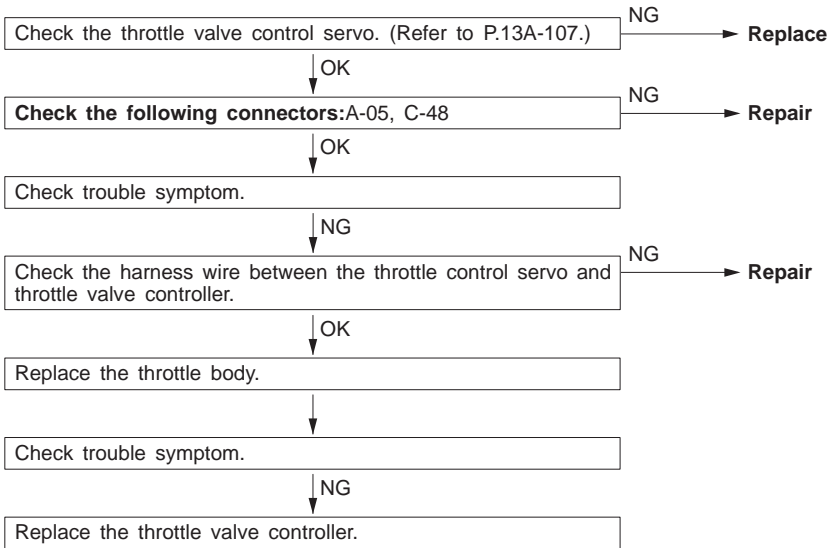 NG
Check the throttle valve control servo. (Refer to P.13A-107.)
Replace
OK
NG
Check the following connectors:A-05, C-48
Repair
OK
Check trouble symptom.
NG
NG
Check the harness wire between the throttle control servo and
throttle valve controller.
Repair
OK
Replace the throttle body.
Check trouble symptom.
NG
Replace the throttle valve controller.